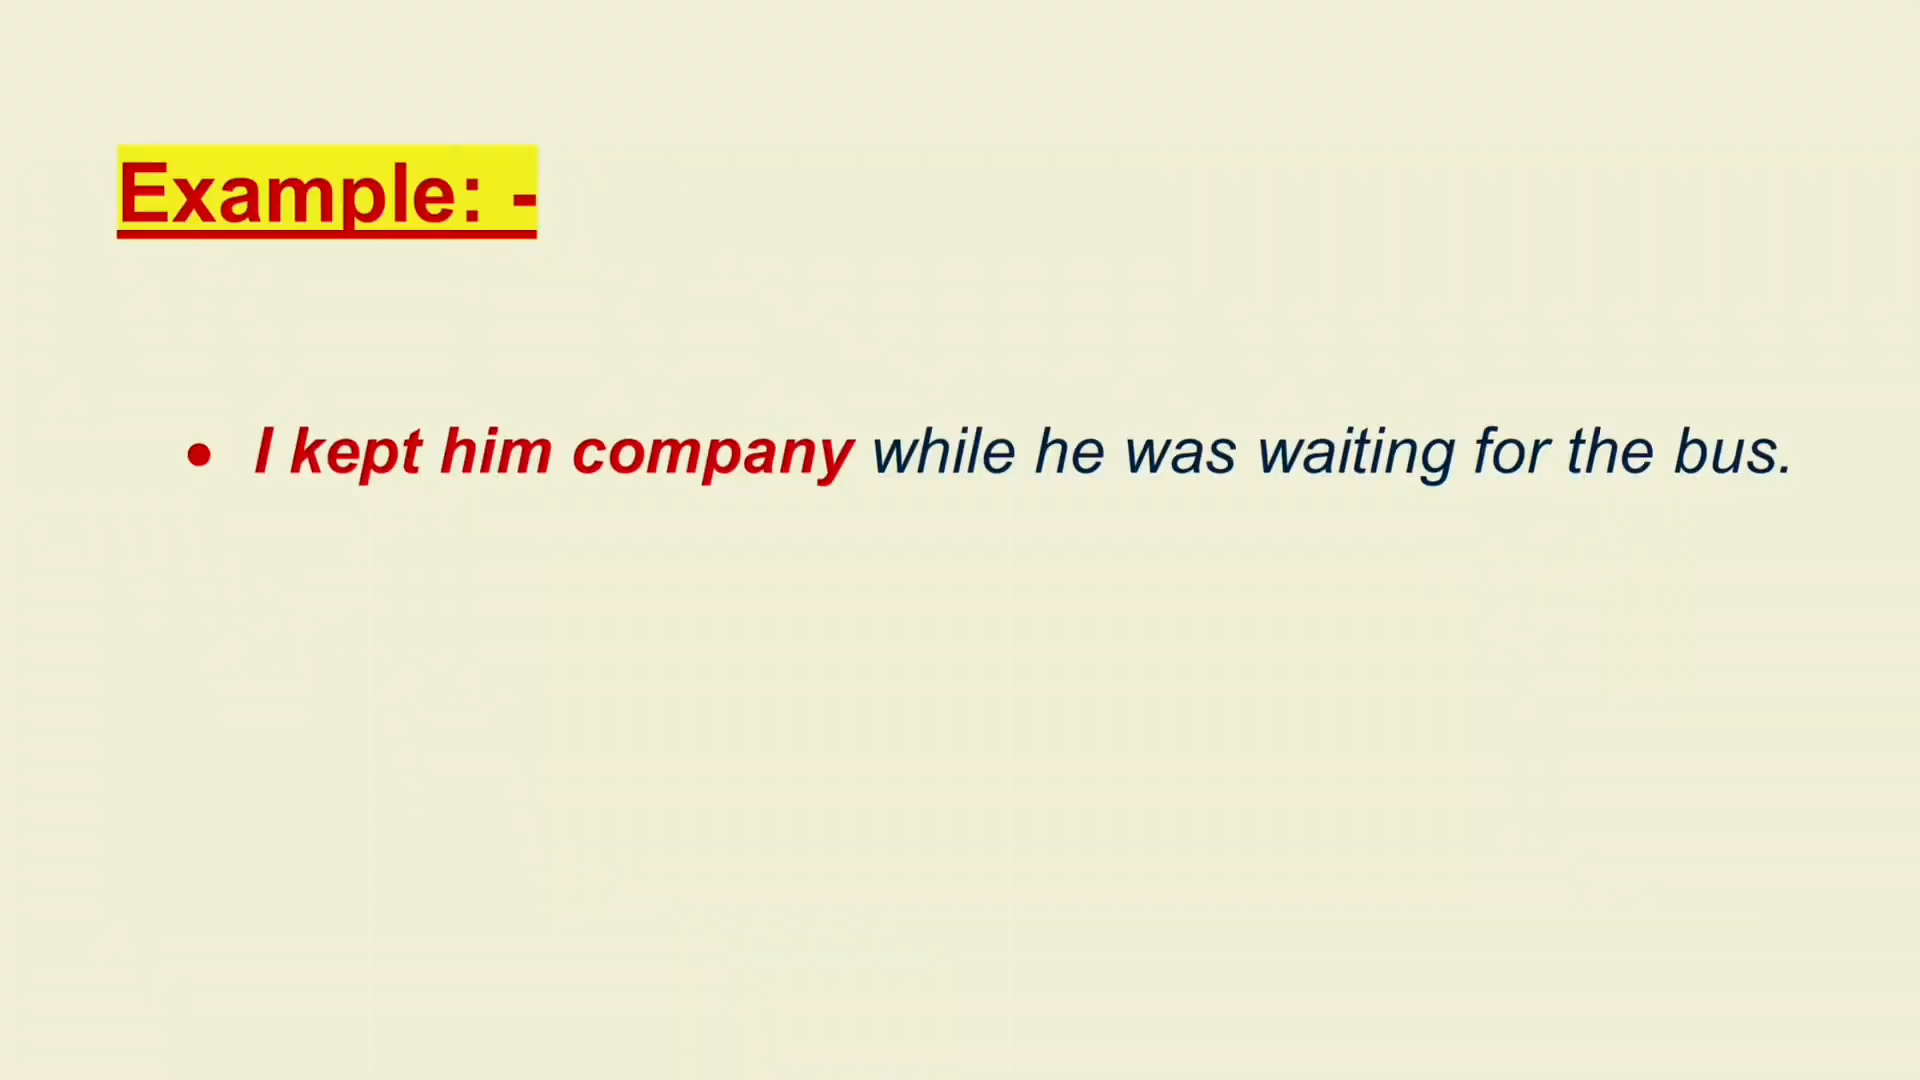 Example: -
• I kept him company while he was waiting for the bus.